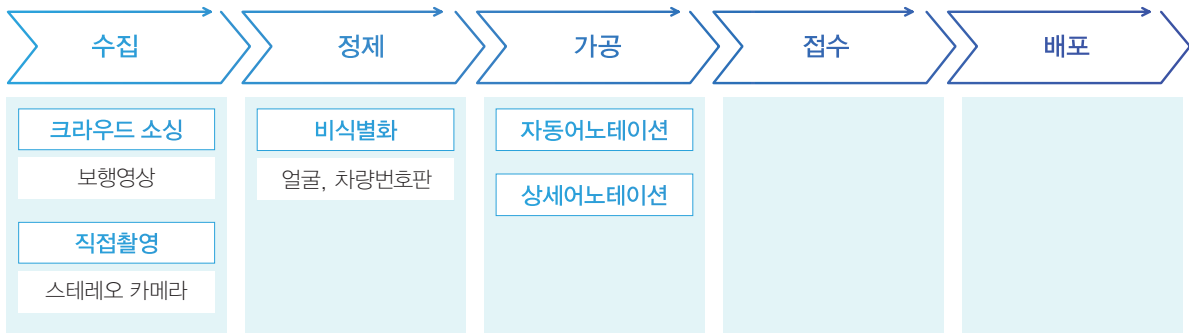 수집
정제
가공
접수
배포
크라우드 소싱
보행영상
직접촬영
스테레오 카메라
비식별화
얼굴, 차량번호판
자동어노테이션
상세어노테이션